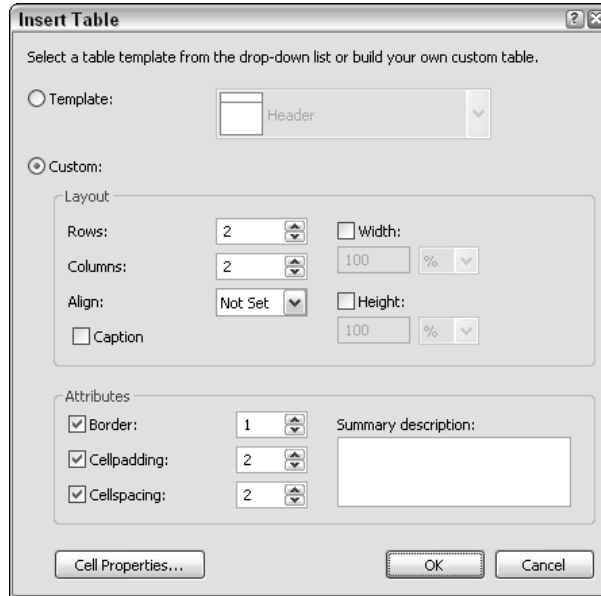 Insert Table
Select a table template from the drop-down list or build your own custom table.
Template:
Header
Custom:
Layout
Rows: 2 Width:
100 %
Columns: 2
Align: Not Set Height:
100 %
Caption
Attributes
Border: 1 Summary description:
Cellpadding: 2
Cellspacing: 2
Cell Properties... OK Cancel